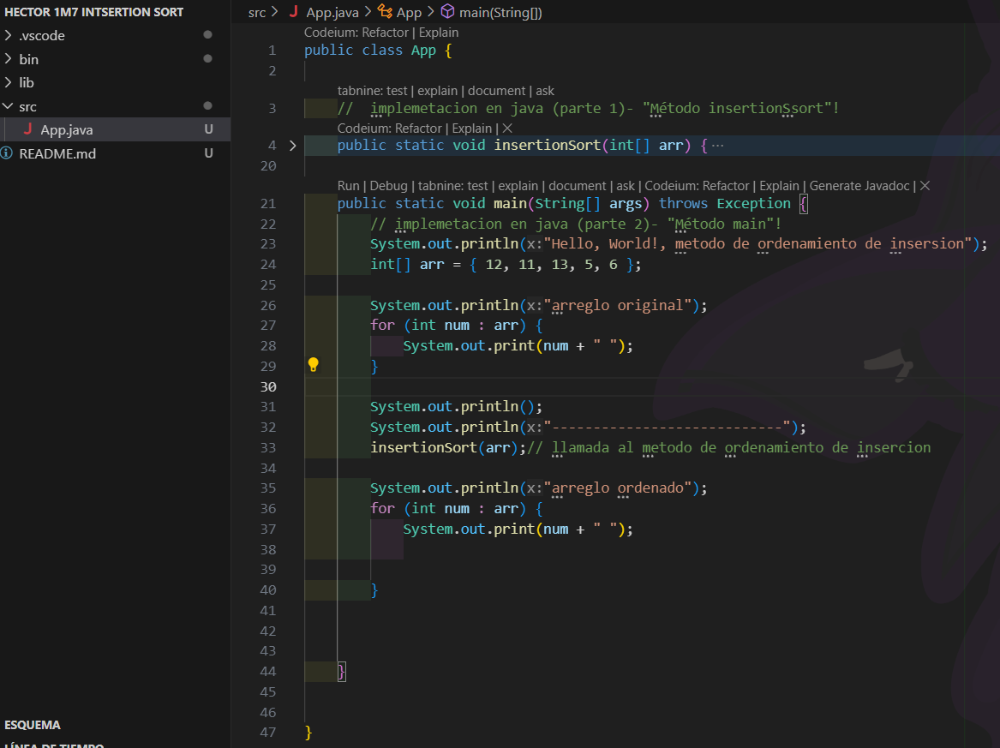 HECTOR 1M7 INTSERTION SORT
.vscode
bin
lib
src
App.java U
README.md U
ESQUEMA
LÍNEA DE TIEMPO
src > App.java > App > main(String[])
Codeium: Refactor | Explain
1 public class App {
2
tabnine: test | explain | document | ask
3 //  implemetacion en java (parte 1)- "Método insertionSsort"!
Codeium: Refactor | Explain | X
4 public static void insertionSort(int[] arr) { ···
20
Run | Debug | tabnine: test | explain | document | ask | Codeium: Refactor | Explain | Generate Javadoc | X
21 public static void main(String[] args) throws Exception {
22 // implemetacion en java (parte 2)- "Método main"!
23 System.out.println(x:"Hello, World!, metodo de ordenamiento de insersion");
24 int[] arr = { 12, 11, 13, 5, 6 };
25
26 System.out.println(x:"arreglo original");
27 for (int num : arr) {
28 System.out.print(num + " ");
29 }
30
31 System.out.println();
32 System.out.println(x:"----------------------------");
33 insertionSort(arr);// llamada al metodo de ordenamiento de insercion
34
35 System.out.println(x:"arreglo ordenado");
36 for (int num : arr) {
37 System.out.print(num + " ");
38
39
40 }
41
42
43
44 }
45
46
47 }